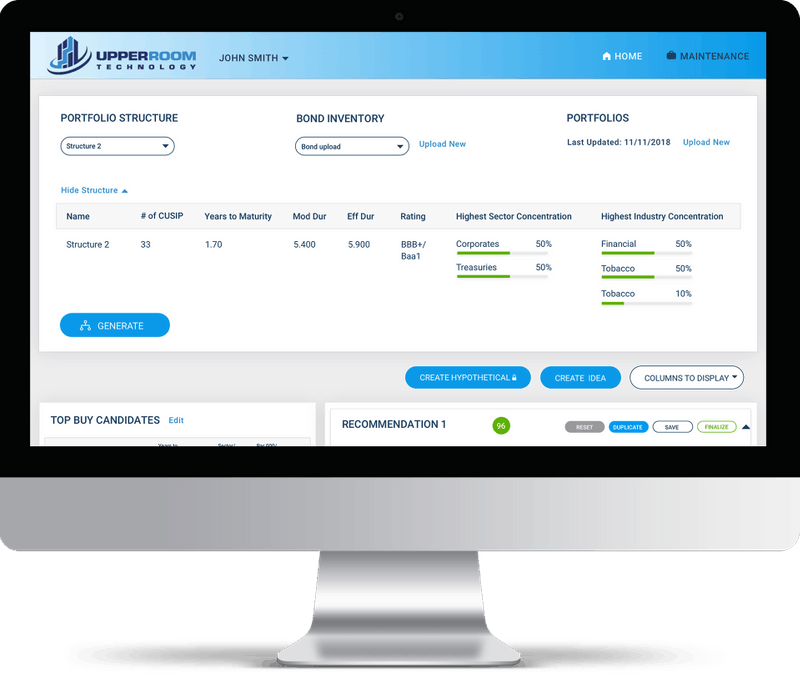 UPPERROOM
TECHNOLOGY
JOHN SMITH
HOME
MAINTENANCE
PORTFOLIO STRUCTURE
BOND INVENTORY
PORTFOLIOS
Structure 2
Bond upload
Upload New
Last Updated: 11/11/2018
Upload New
Hide Structure
Name # of CUSIP Years to Maturity Mod Dur Eff Dur Rating Highest Sector Concentration Highest Industry Concentration
Structure 2 33 1.70 5.400 5.900 BBB+/ Corporates 50% Financial 50%
Baa1
Treasuries 50% Tobacco 50%
Tobacco 10%
GENERATE
CREATE HYPOTHETICAL
CREATE IDEA
COLUMNS TO DISPLAY
TOP BUY CANDIDATES Edit
RECOMMENDATION 1 96 RESET DUPLICATE SAVE FINALIZE